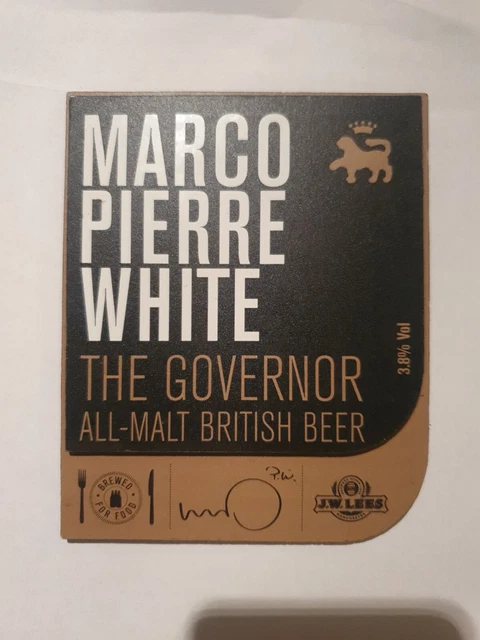 MARCO
PIERRE
WHITE
THE GOVERNOR
ALL-MALT BRITISH BEER
3.8% Vol
BREWED
FOR FOOD
P.W.
J.W. LEES